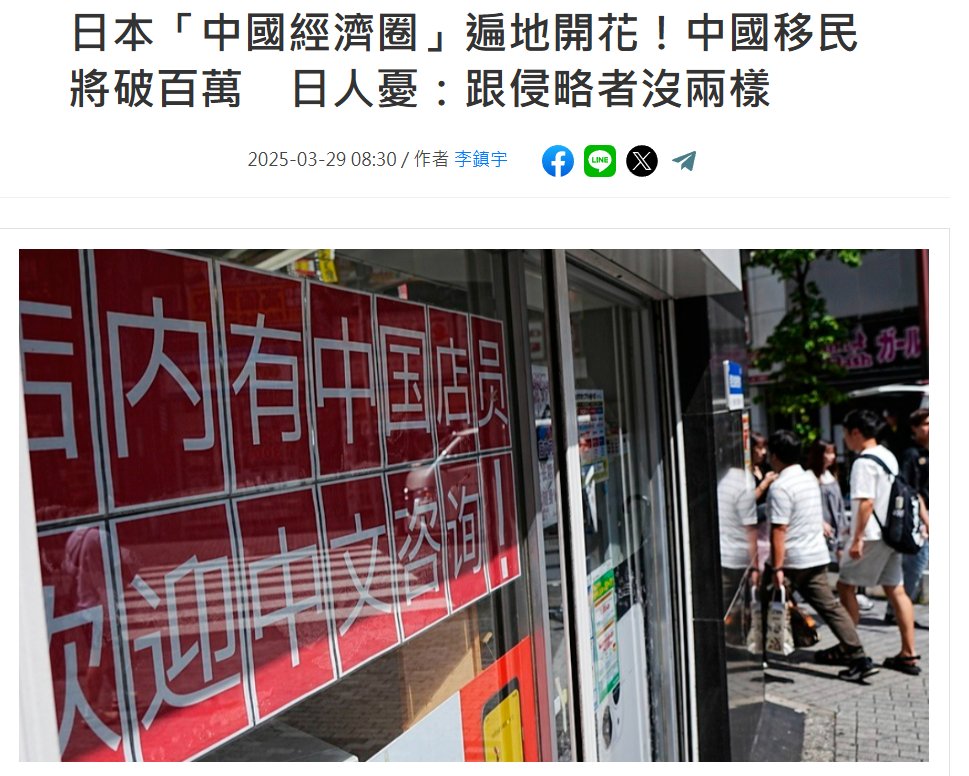 日本「中國經濟圈」遍地開花！中國移民
將破百萬　日人憂：跟侵略者沒兩樣
2025-03-29 08:30 / 作者 李鎮宇
LINE
店内有中国店员
欢迎中文咨询！
ガール